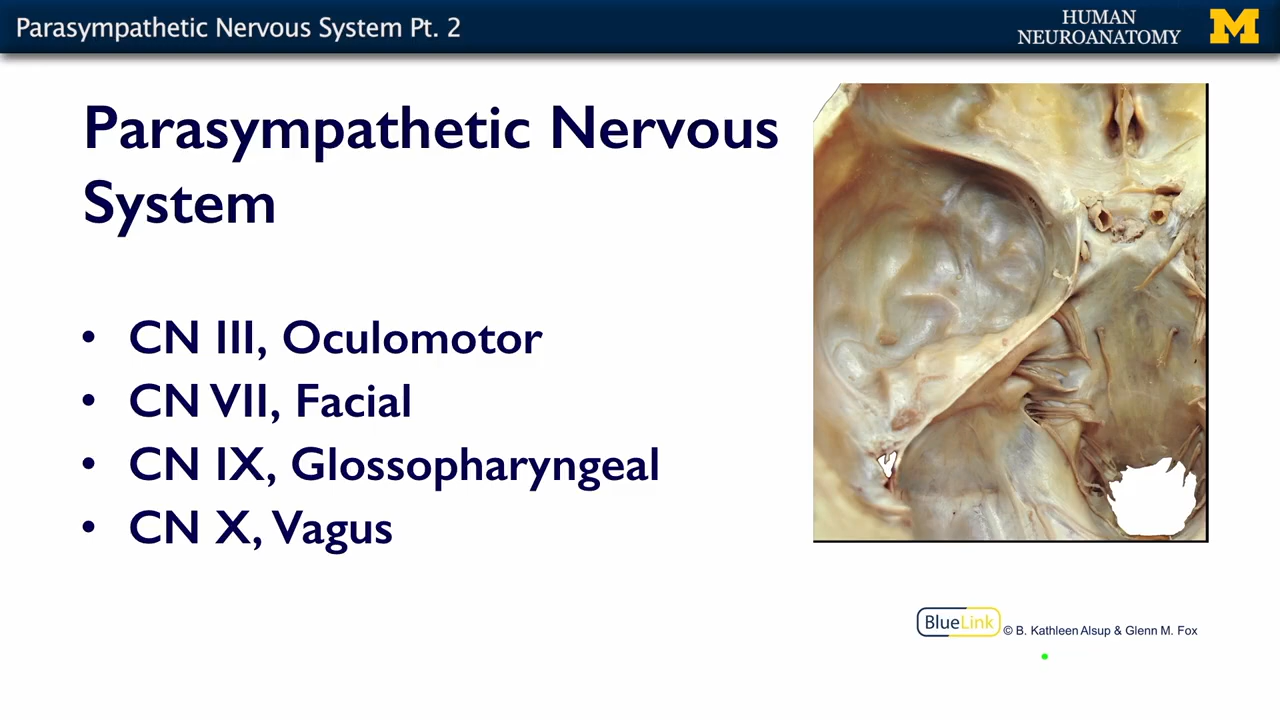 Parasympathetic Nervous System Pt. 2
HUMAN
NEUROANATOMY
M
Parasympathetic Nervous
System
• CN III, Oculomotor
• CN VII, Facial
• CN IX, Glossopharyngeal
• CN X, Vagus
BlueLink © B. Kathleen Alsup & Glenn M. Fox